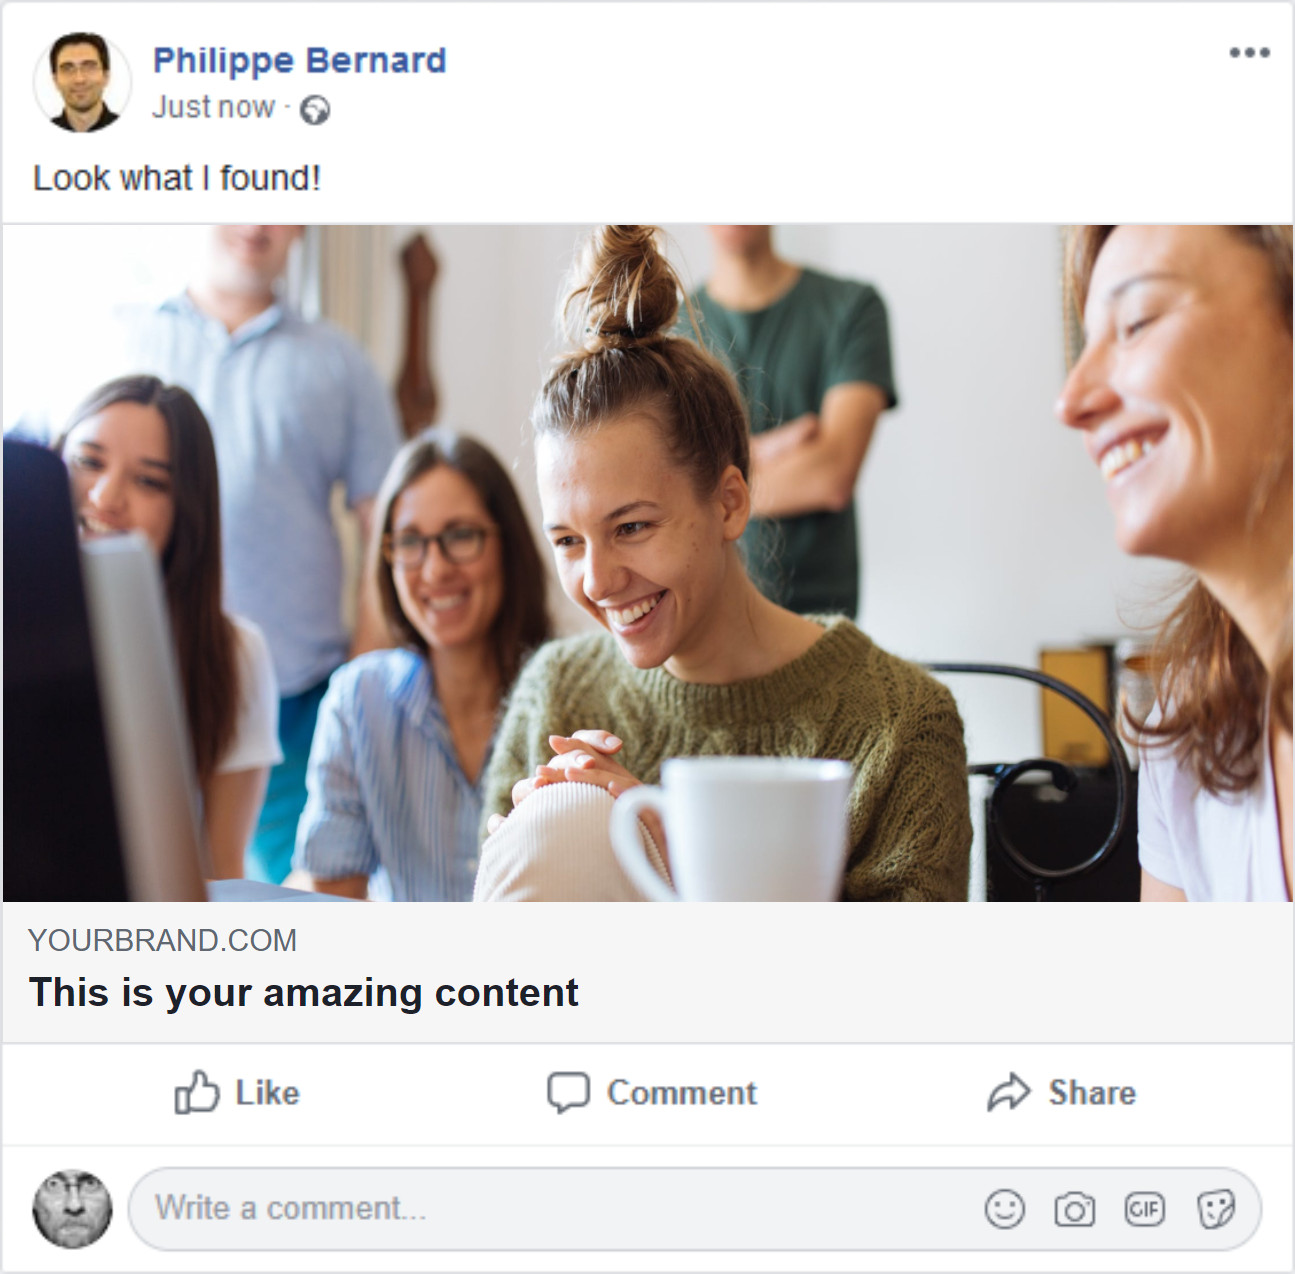 Philippe Bernard
Just now ·
Look what I found!
YOURBRAND.COM
This is your amazing content
Like
Comment
Share
Write a comment...
GIF